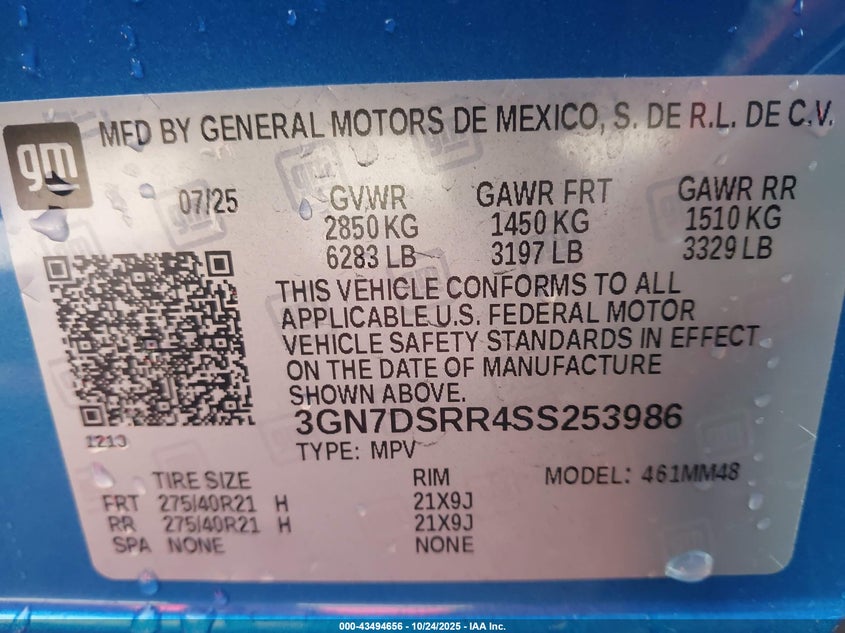 gm
MFD BY GENERAL MOTORS DE MEXICO, S. DE R.L. DE C.V.
07/25 GVWR GAWR FRT GAWR RR
2850 KG 1450 KG 1510 KG
6283 LB 3197 LB 3329 LB
THIS VEHICLE CONFORMS TO ALL
APPLICABLE U.S. FEDERAL MOTOR
VEHICLE SAFETY STANDARDS IN EFFECT
ON THE DATE OF MANUFACTURE
SHOWN ABOVE.
3GN7DSRR4SS253986
1213
TYPE: MPV
TIRE SIZE RIM MODEL: 461MM48
FRT 275/40R21 H 21X9J
RR 275/40R21 H 21X9J
SPA NONE NONE
000-43494656 - 10/24/2025 - IAA Inc.